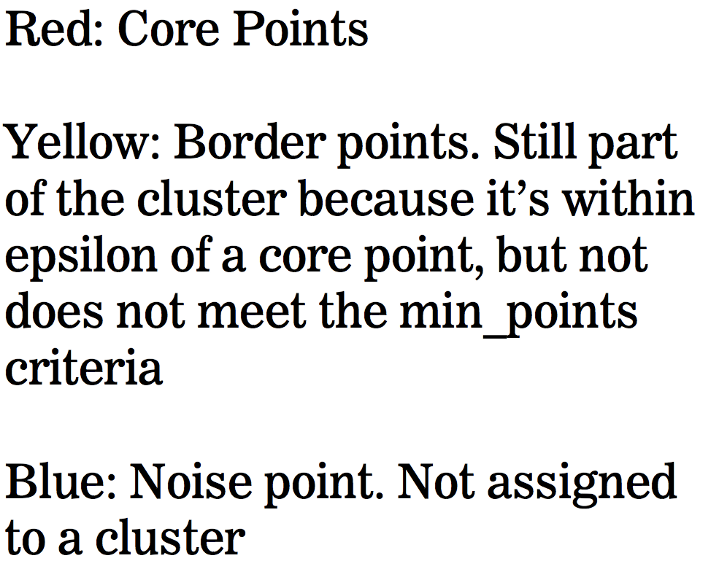 Red: Core Points
Yellow: Border points. Still part
of the cluster because it’s within
epsilon of a core point, but not
does not meet the min_points
criteria
Blue: Noise point. Not assigned
to a cluster